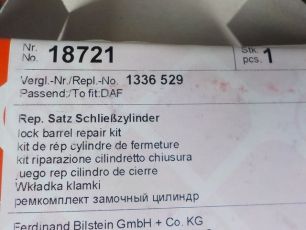 Nr.
No. 18721
Stk.
pcs. 1
Vergl.-Nr./Repl.-No. 1336 529
Passend:/To fit:DAF
Rep. Satz Schließzylinder
lock barrel repair kit
kit de rép cylindre de fermeture
kit riparazione cilindretto chiusura
juego rep cilindro de cierre
Wkładka klamki
ремкомплект замочный цилиндр
Ferdinand Bilstein GmbH + Co. KG